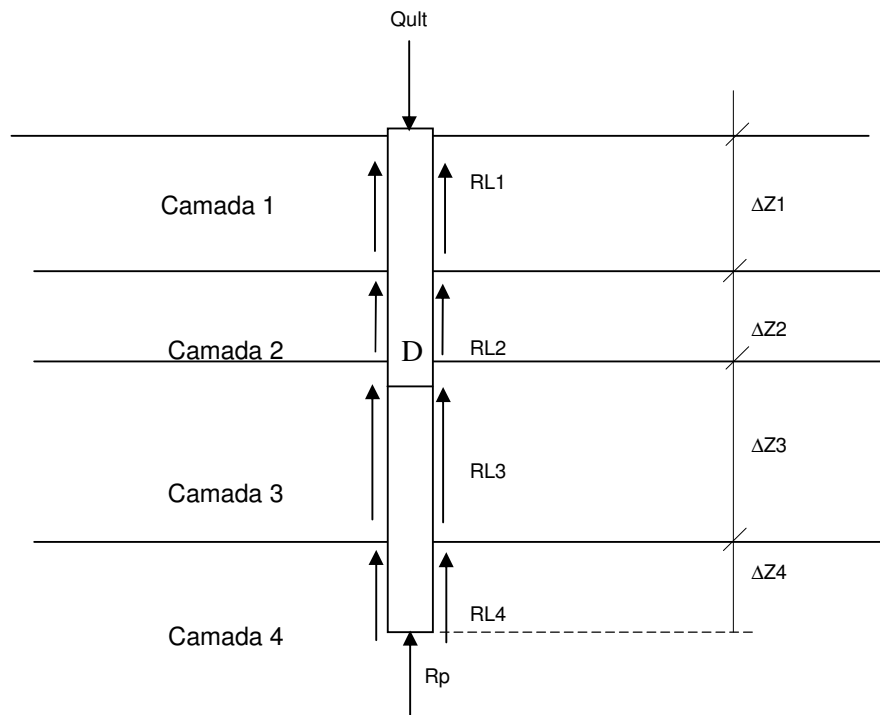 Qult
RL1
Camada 1
ΔZ1
ΔZ2
Camada 2
D
RL2
ΔZ3
RL3
Camada 3
ΔZ4
RL4
Camada 4
Rp